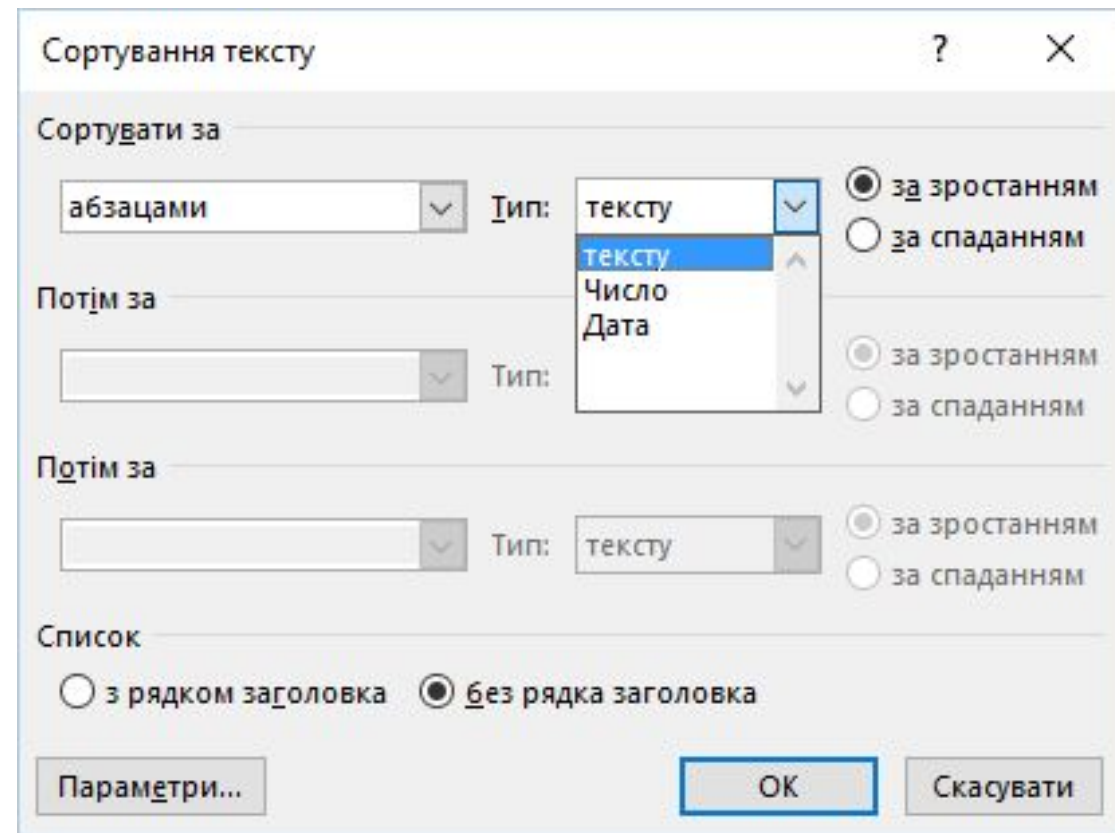 Сортування тексту ?
Сортувати за
абзацами Тип: тексту за зростанням
за спаданням
тексту
Число
Дата
Потім за
Тип: за зростанням
за спаданням
Потім за
Тип: тексту за зростанням
за спаданням
Список
з рядком заголовка без рядка заголовка
Параметри... ОК Скасувати